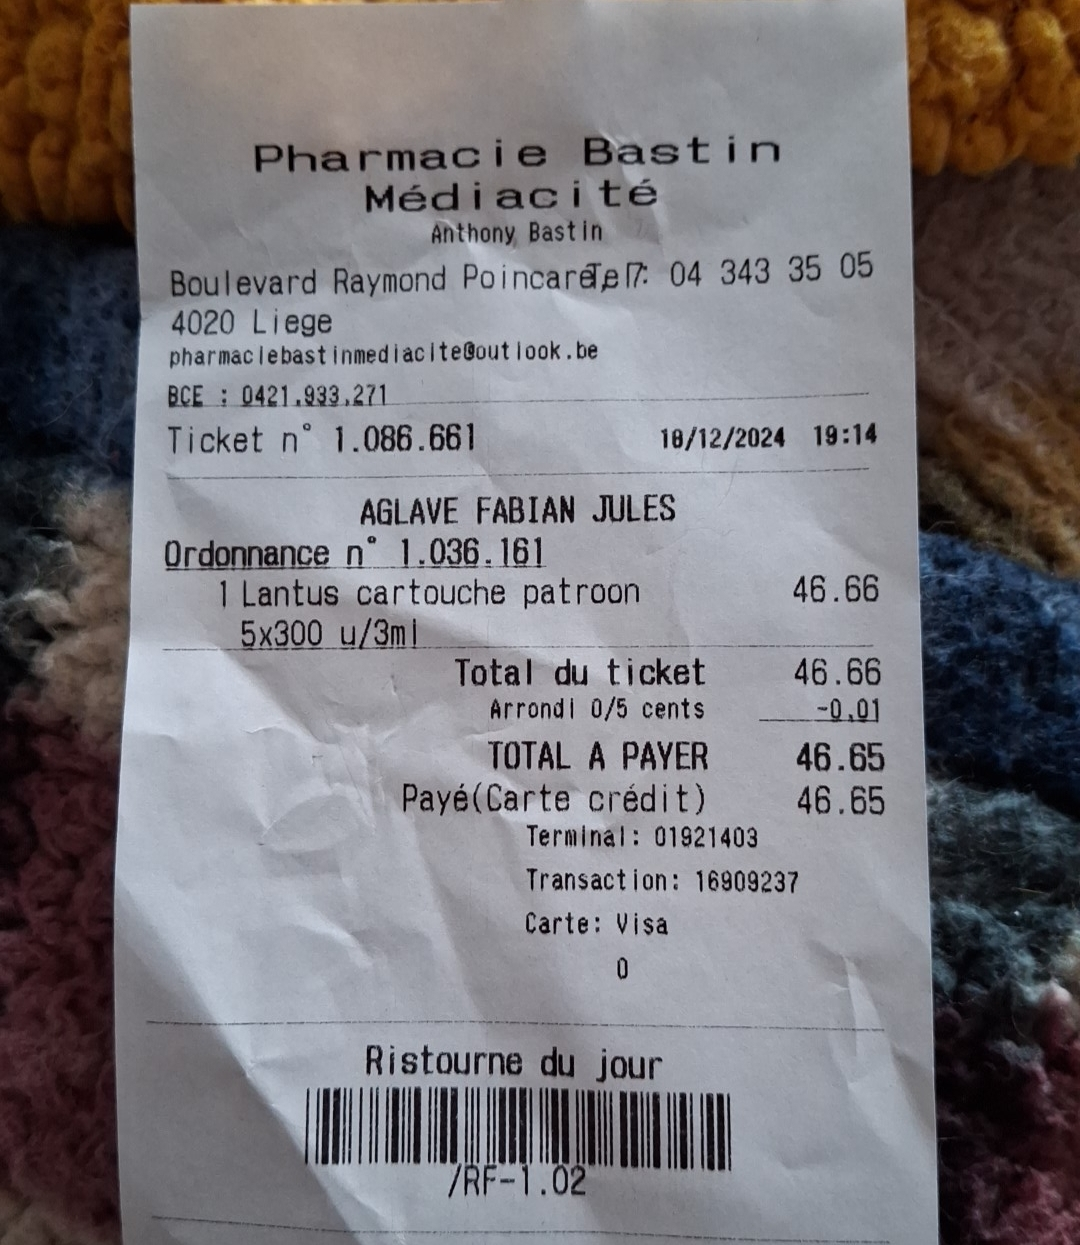 Pharmacie Bastin
Médiacité
Anthony Bastin
Boulevard Raymond Poincaré, 7 Tel : 04 343 35 05
4020 Liege
pharmaciebastinmediacite@outlook.be
BCE : 0421.933.271
Ticket n° 1.086.661 18/12/2024 19:14
AGLAVE FABIAN JULES
Ordonnance n° 1.036.161
1 Lantus cartouche patroon 46.66
5x300 u/3ml
Total du ticket 46.66
Arrondi 0/5 cents -0.01
TOTAL A PAYER 46.65
Payé(Carte crédit) 46.65
Terminal: 01921403
Transaction: 16909237
Carte: Visa
0
Ristourne du jour
/RF-1.02